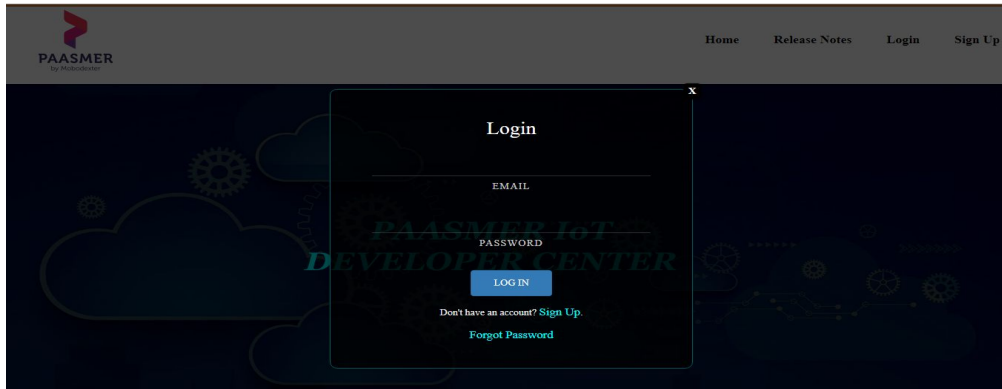 PAASMER
by Mobodexter
Home Release Notes Login Sign Up
x
Login
EMAIL
PAASMER IoT
PASSWORD
DEVELOPER CENTER
LOG IN
Don't have an account? Sign Up.
Forgot Password